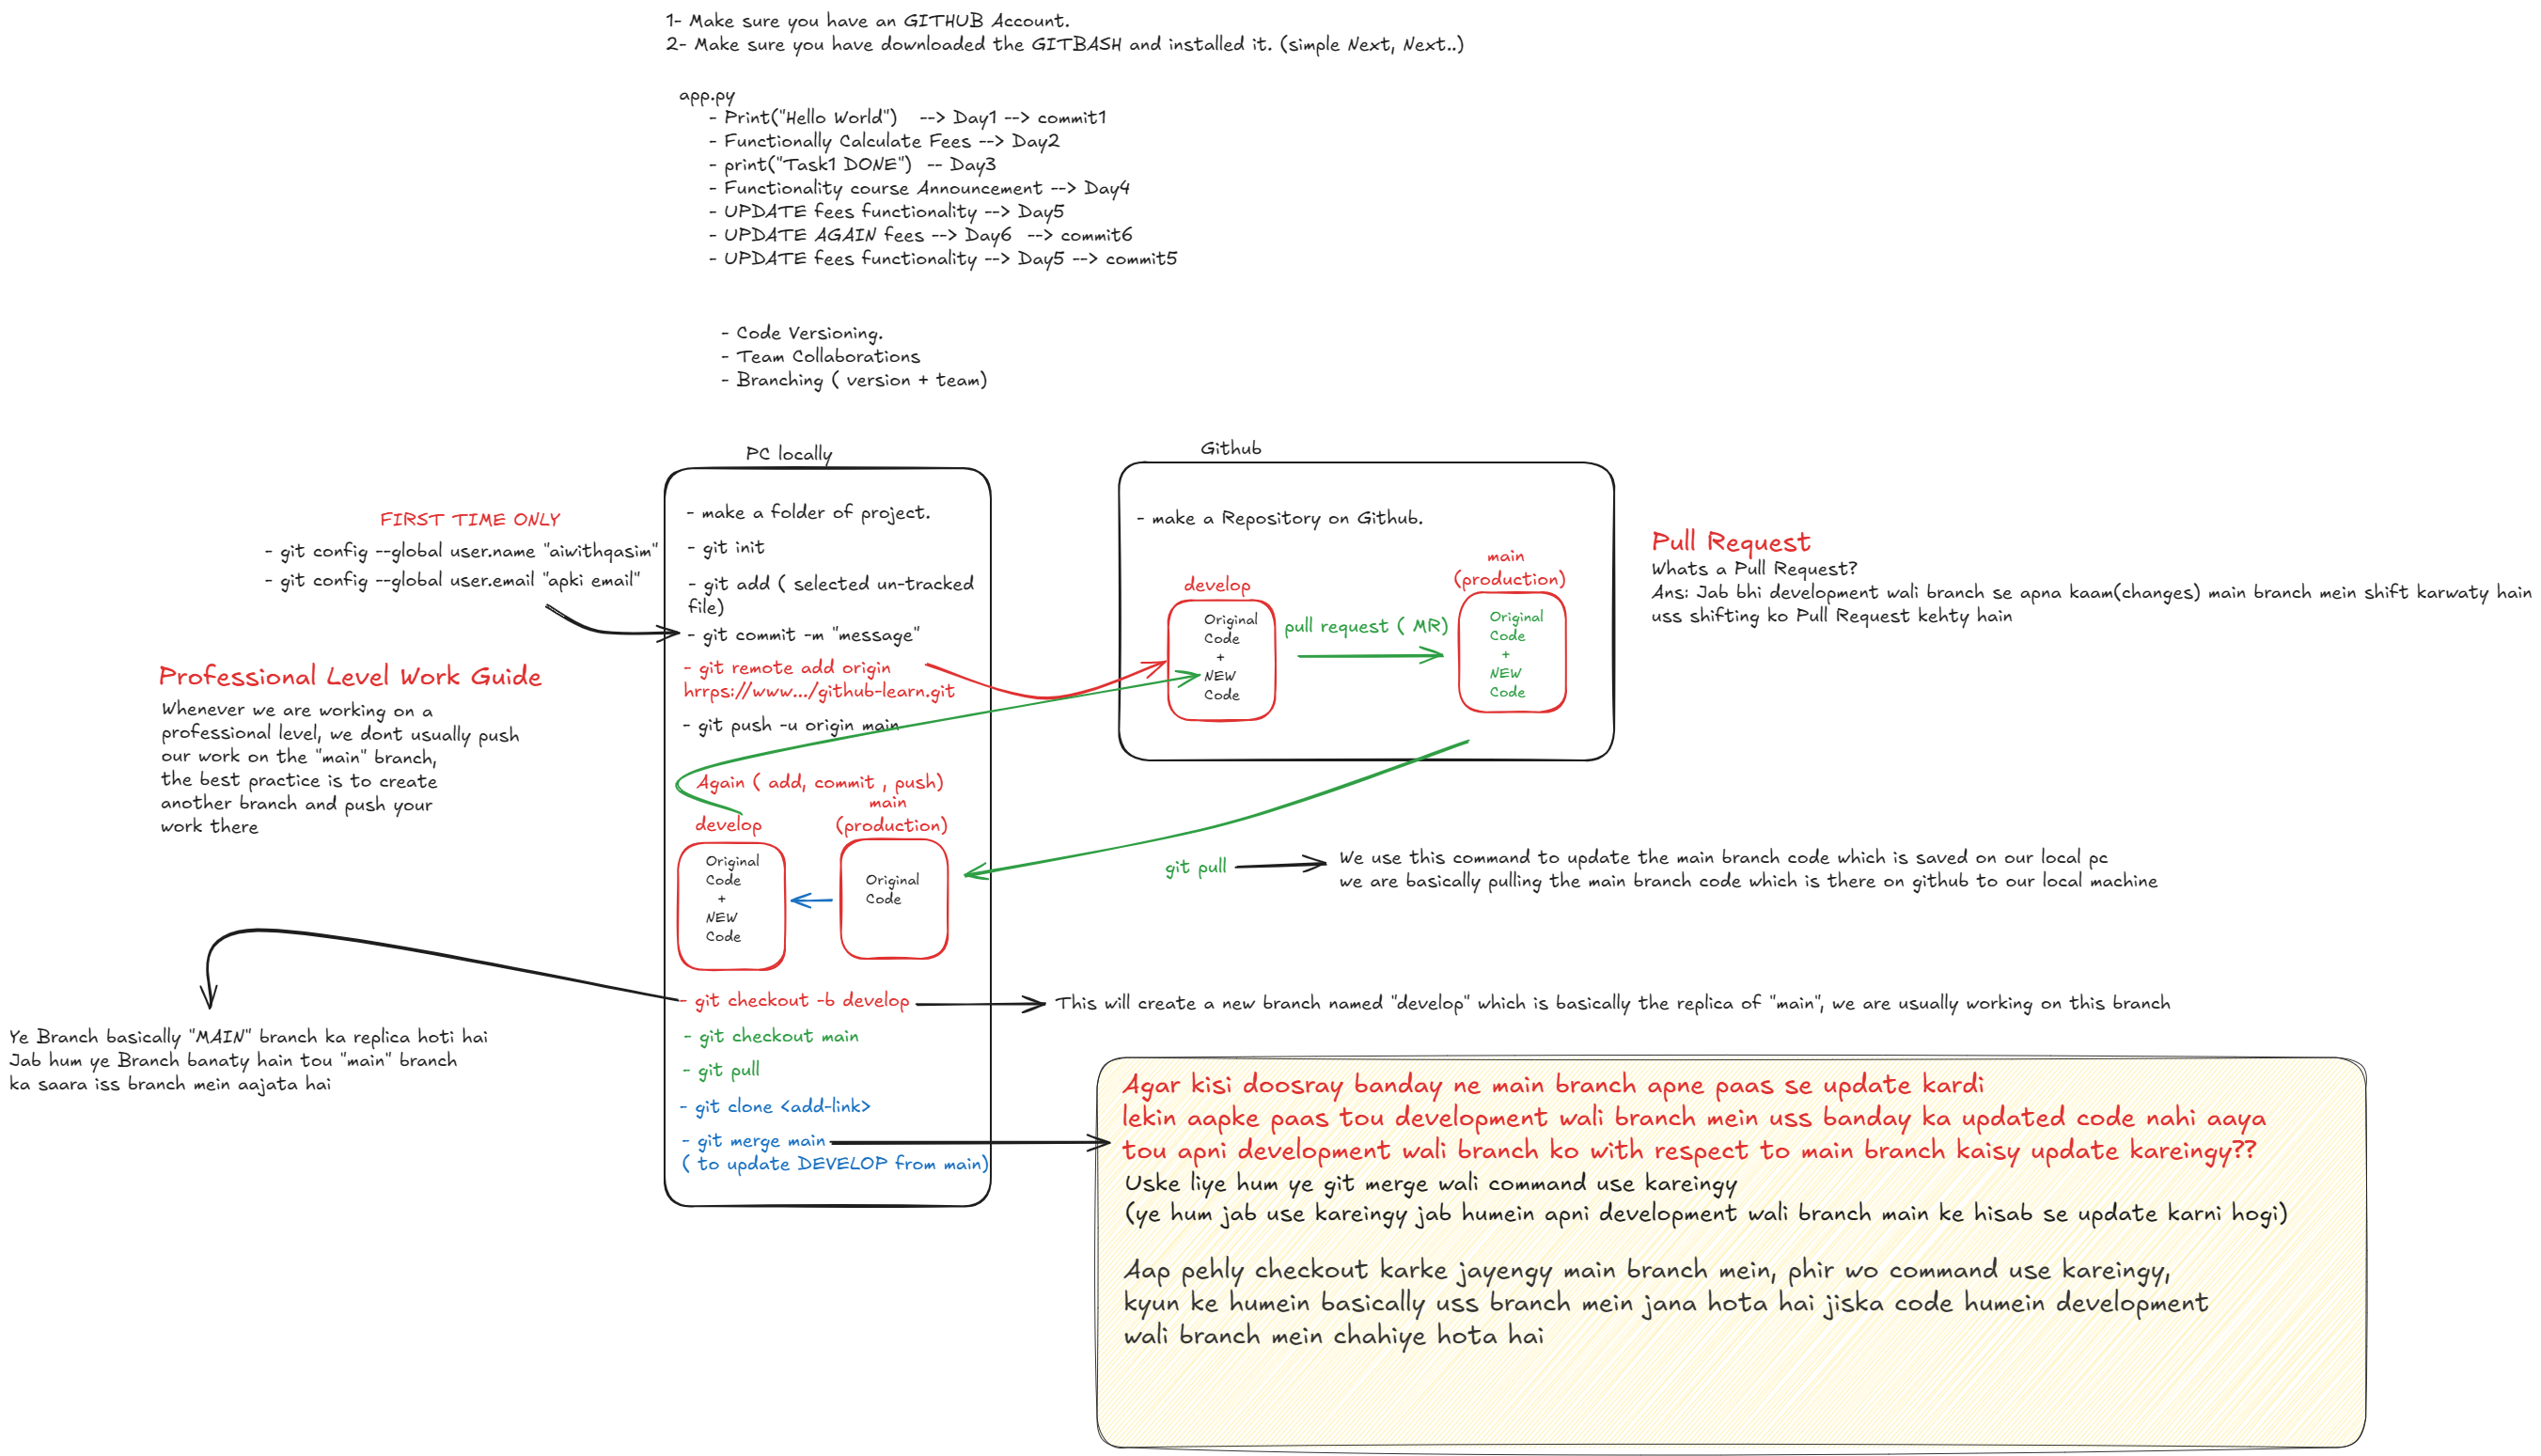 1- Make sure you have an GITHUB Account.
2- Make sure you have downloaded the GITBASH and installed it. (simple Next, Next..)
app.py
- Print("Hello World")    --> Day1 --> commit1
- Functionally Calculate Fees --> Day2
- print("Task1 DONE")  -- Day3
- Functionality course Announcement --> Day4
- UPDATE fees functionality --> Day5
- UPDATE AGAIN fees --> Day6  --> commit6
- UPDATE fees functionality --> Day5 --> commit5
- Code Versioning.
- Team Collaborations
- Branching ( version + team)
FIRST TIME ONLY
- git config --global user.name "aiwithqasim"
- git config --global user.email "apki email"
Professional Level Work Guide
Whenever we are working on a
professional level, we dont usually push
our work on the "main" branch,
the best practice is to create
another branch and push your
work there
PC locally
- make a folder of project.
- git init
- git add ( selected un-tracked
file)
- git commit -m "message"
- git remote add origin
hrrps://www.../github-learn.git
- git push -u origin main
Again ( add, commit , push)
develop
Original
Code
+
NEW
Code
main
(production)
Original
Code
- git checkout -b develop
- git checkout main
- git pull
- git clone <add-link>
- git merge main
( to update DEVELOP from main)
Github
- make a Repository on Github.
develop
Original
Code
+
NEW
Code
pull request ( MR)
main
(production)
Original
Code
+
NEW
Code
Pull Request
Whats a Pull Request?
Ans: Jab bhi development wali branch se apna kaam(changes) main branch mein shift karwaty hain
uss shifting ko Pull Request kehty hain
git pull
We use this command to update the main branch code which is saved on our local pc
we are basically pulling the main branch code which is there on github to our local machine
This will create a new branch named "develop" which is basically the replica of "main", we are usually working on this branch
Ye Branch basically "MAIN" branch ka replica hoti hai
Jab hum ye Branch banaty hain tou "main" branch
ka saara iss branch mein aajata hai
Agar kisi doosray banday ne main branch apne paas se update kardi
lekin aapke paas tou development wali branch mein uss banday ka updated code nahi aaya
tou apni development wali branch ko with respect to main branch kaisy update kareingy??
Uske liye hum ye git merge wali command use kareingy
(ye hum jab use kareingy jab humein apni development wali branch main ke hisab se update karni hogi)
Aap pehly checkout karke jayengy main branch mein, phir wo command use kareingy,
kyun ke humein basically uss branch mein jana hota hai jiska code humein development
wali branch mein chahiye hota hai